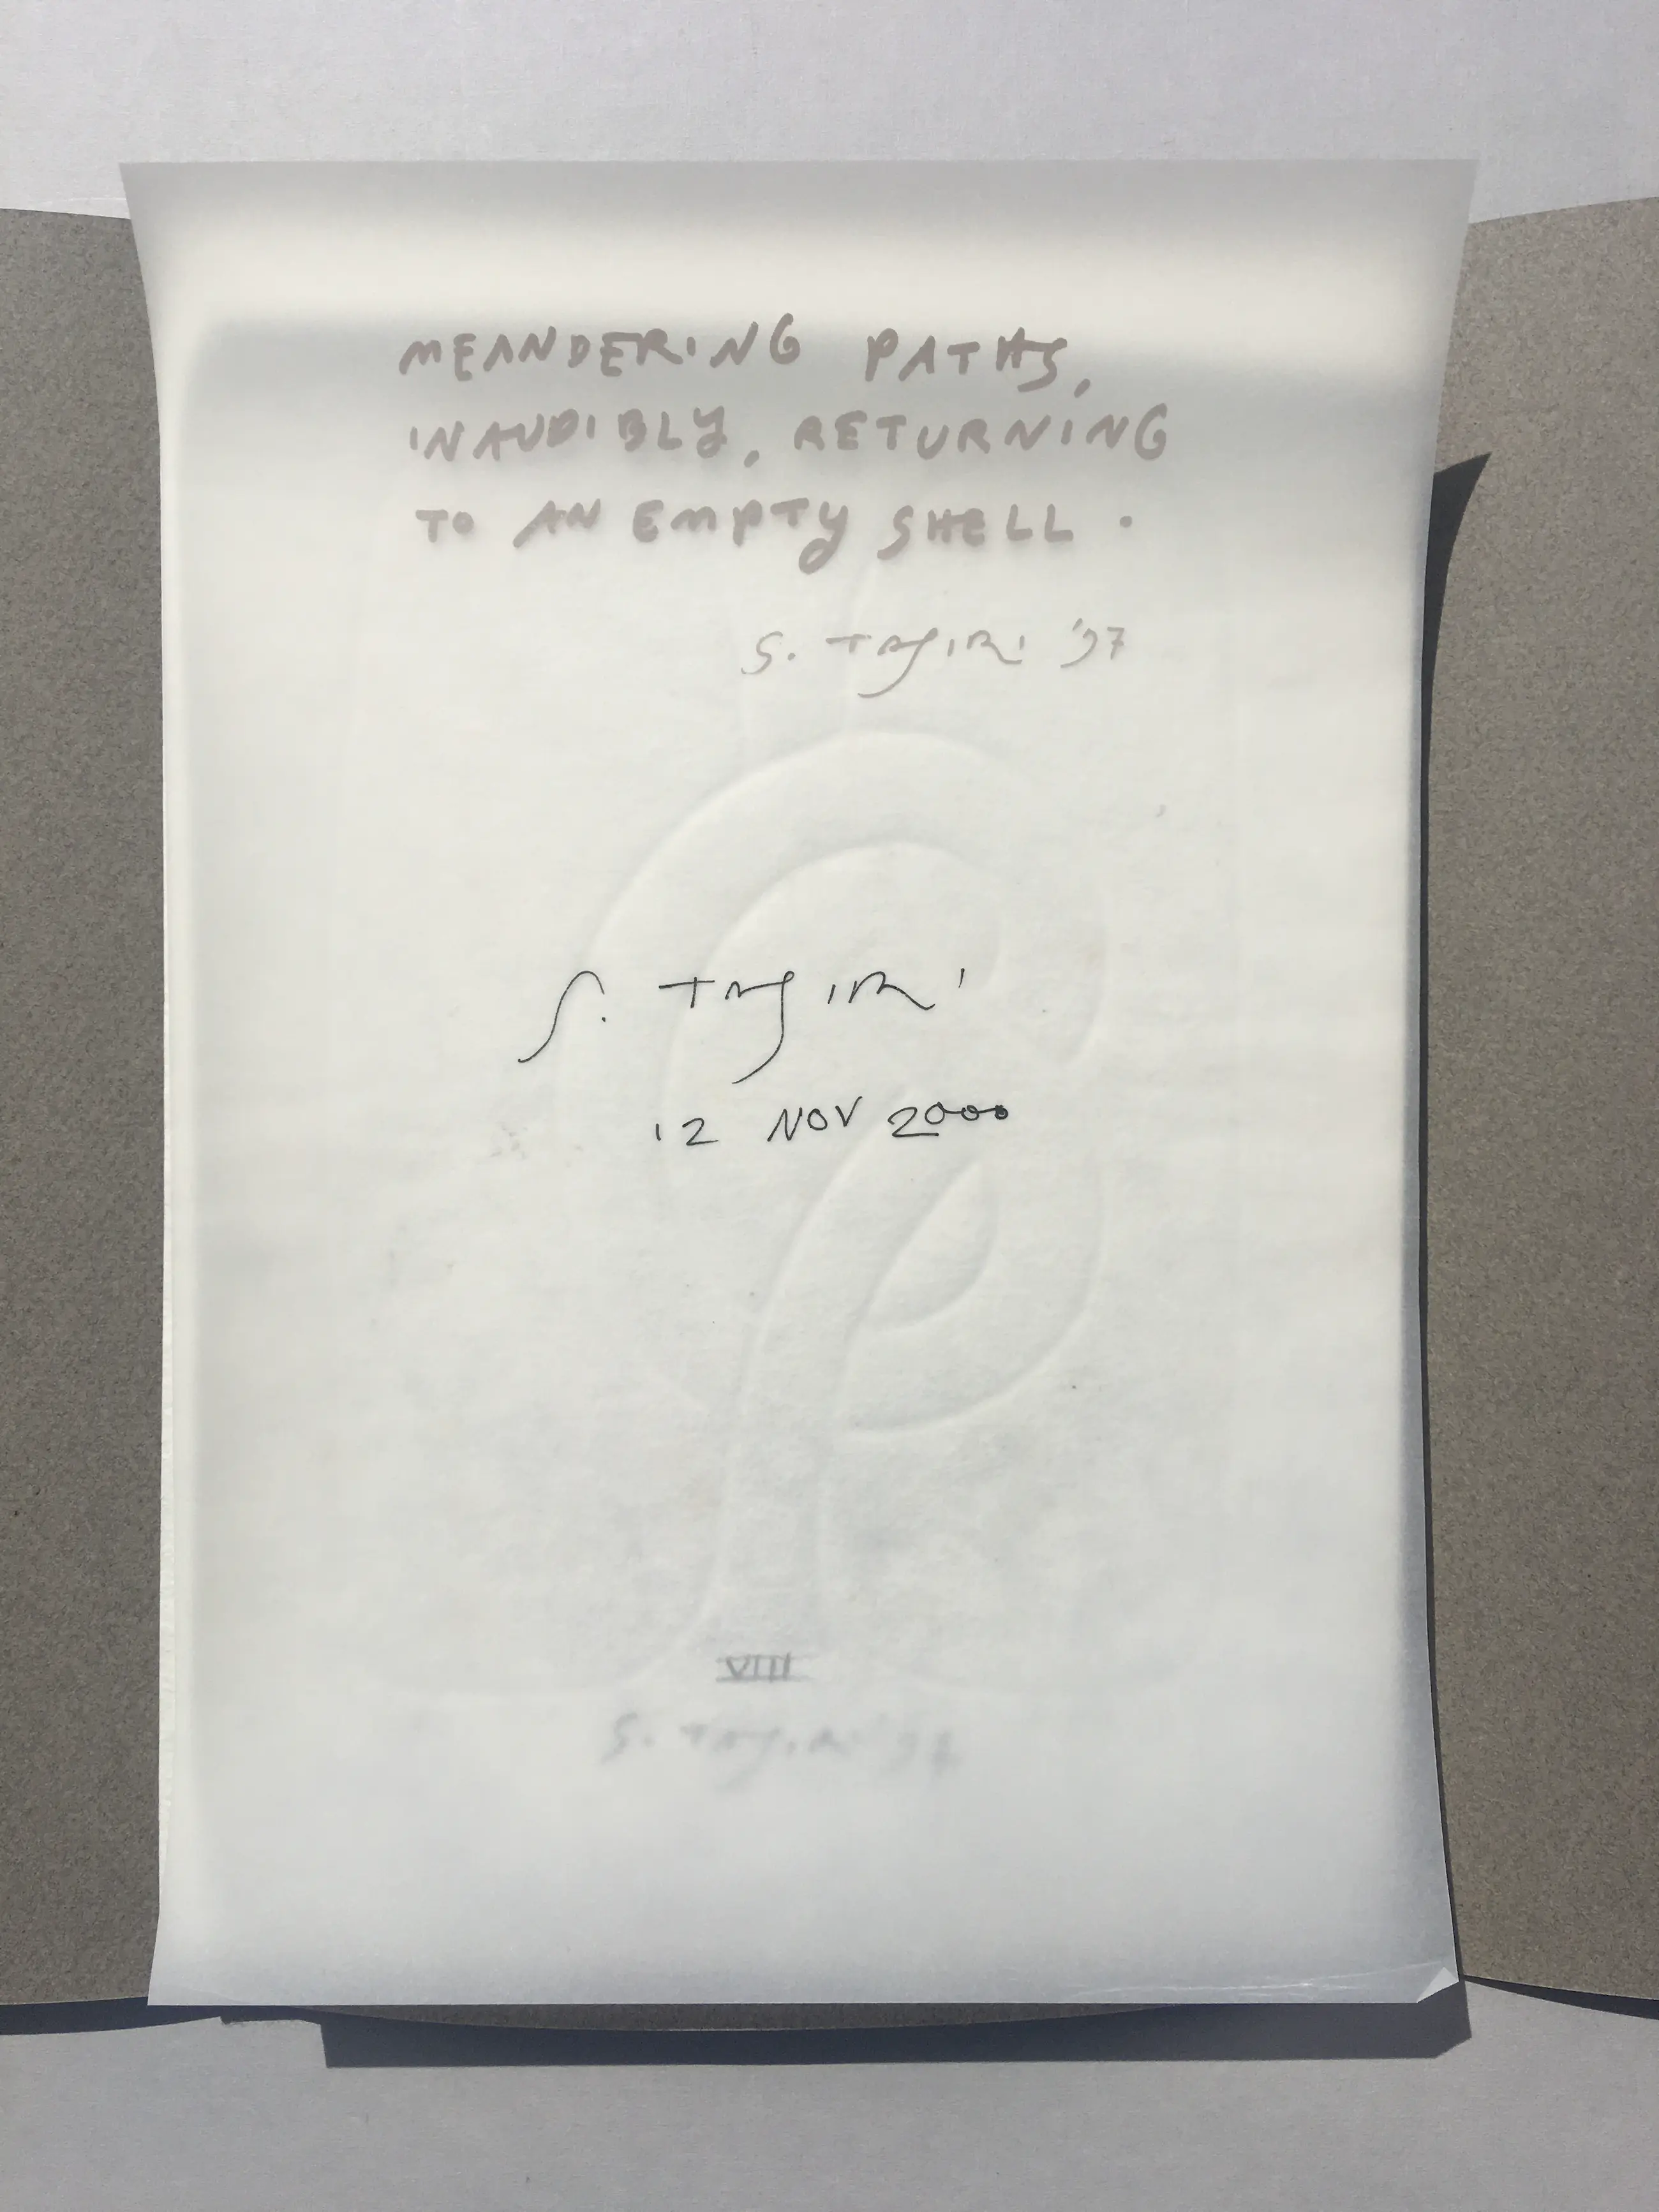 MEANDERING PATHS,
INAUDIBLY, RETURNING
TO AN EMPTY SHELL.
S. TAJIRI '97
S. TAJIRI
12 NOV 2000
VIII
S. TAJIRI '97